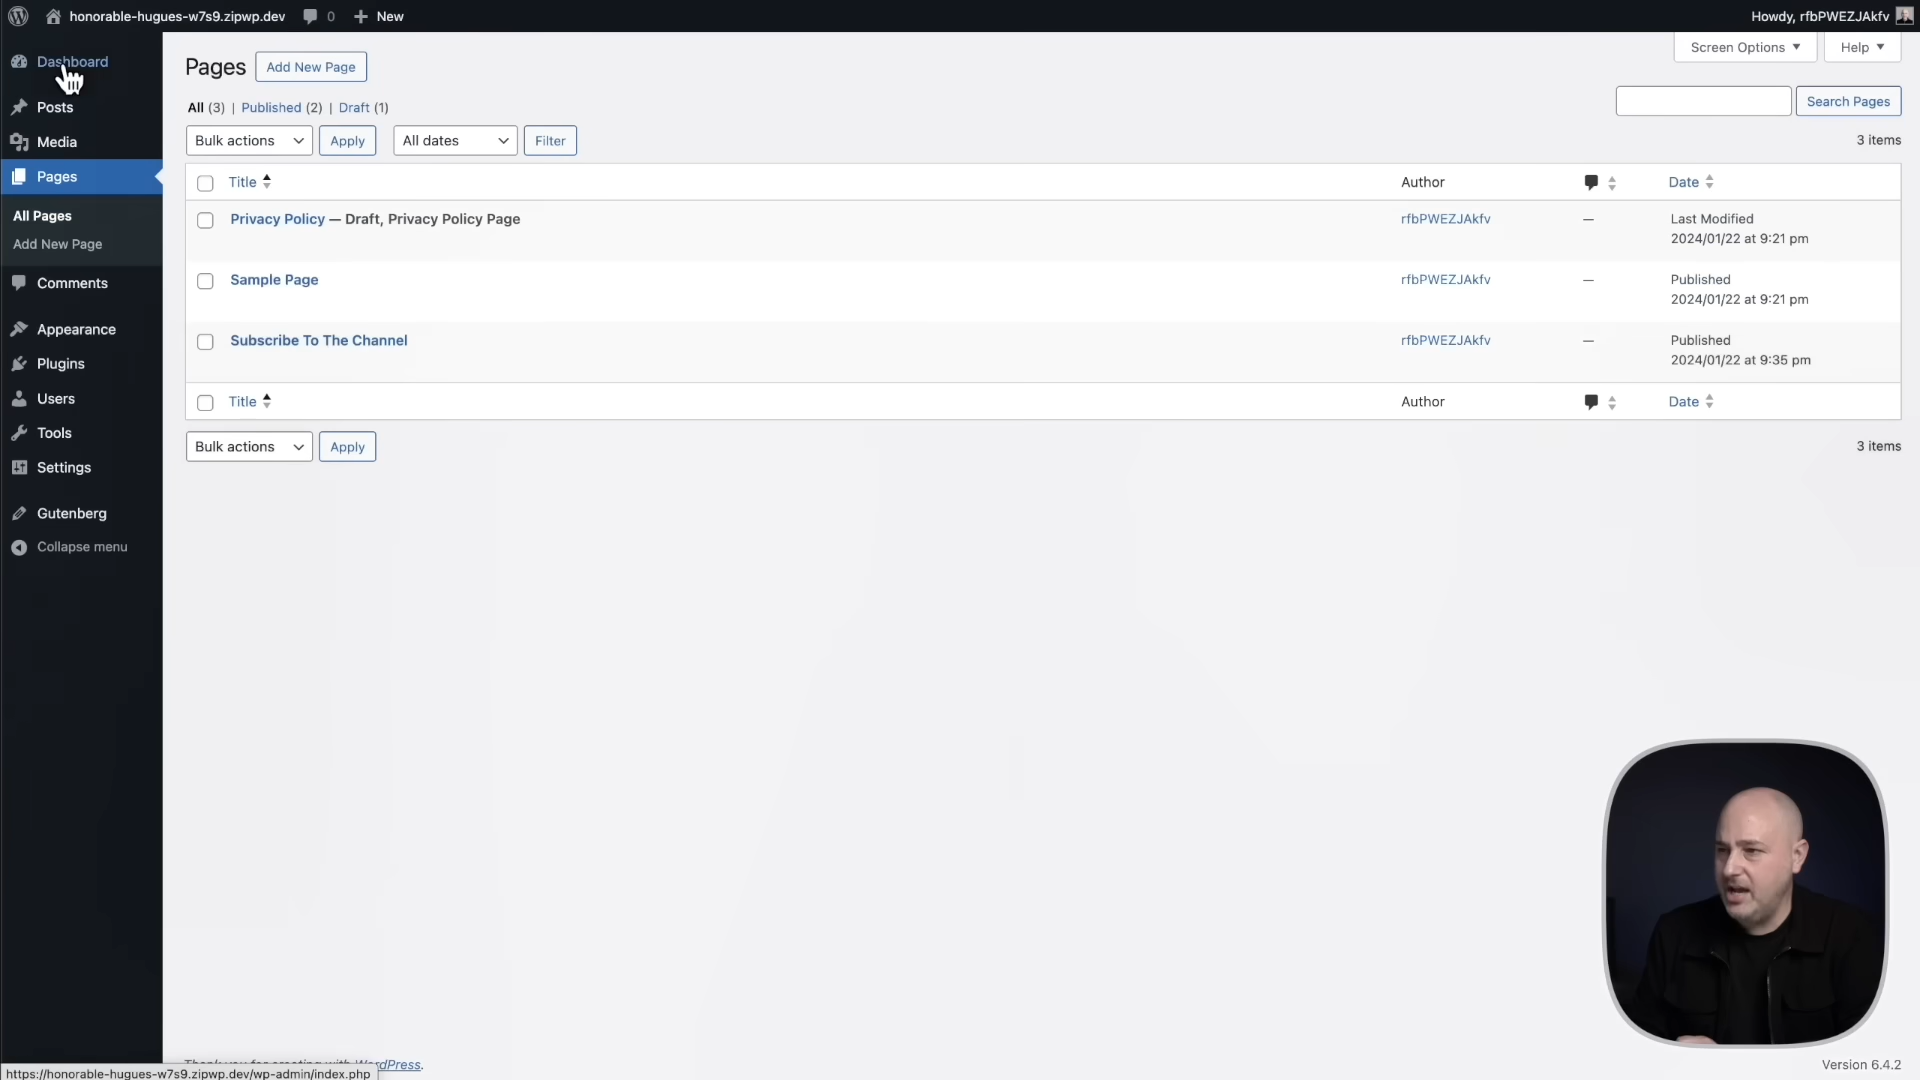 honorable-hugues-w7s9.zipwp.dev 0 New Howdy, rfbPWEZJAkfv
Dashboard
Posts
Media
Pages
All Pages
Add New Page
Comments
Appearance
Plugins
Users
Tools
Settings
Gutenberg
Collapse menu
Screen Options Help
Pages Add New Page
All (3) | Published (2) | Draft (1)
Search Pages
Bulk actions Apply All dates Filter 3 items
Title Author Date
Privacy Policy — Draft, Privacy Policy Page rfbPWEZJAkfv — Last Modified
2024/01/22 at 9:21 pm
Sample Page rfbPWEZJAkfv — Published
2024/01/22 at 9:21 pm
Subscribe To The Channel rfbPWEZJAkfv — Published
2024/01/22 at 9:35 pm
Title Author Date
Bulk actions Apply 3 items
Thank you for creating with WordPress. Version 6.4.2
https://honorable-hugues-w7s9.zipwp.dev/wp-admin/index.php